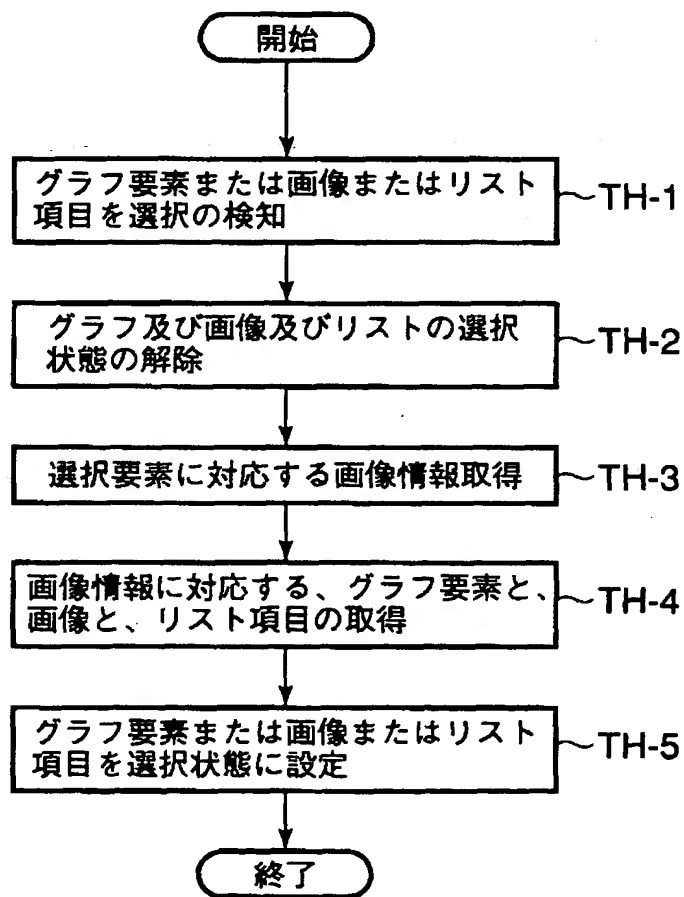 開始
グラフ要素または画像またはリスト
項目を選択の検知
TH-1
グラフ及び画像及びリストの選択
状態の解除
TH-2
選択要素に対応する画像情報取得
TH-3
画像情報に対応する、グラフ要素と、
画像と、リスト項目の取得
TH-4
グラフ要素または画像またはリスト
項目を選択状態に設定
TH-5
終了